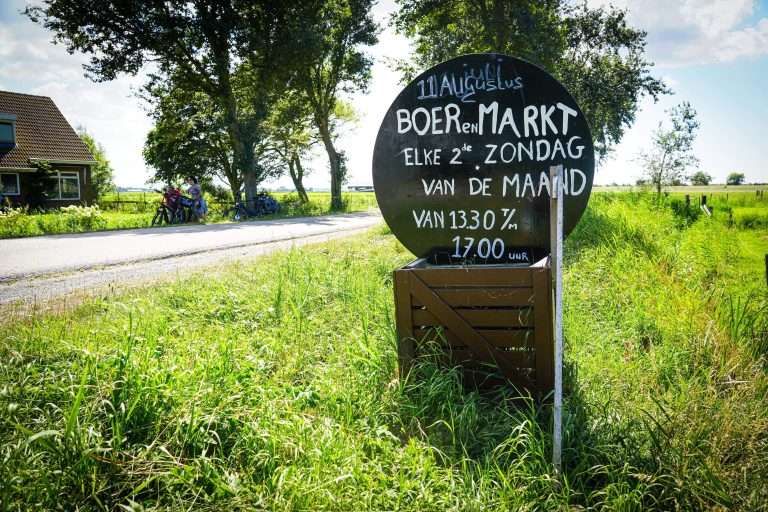 11 AUGUSTUS
BOER en MARKT
ELKE 2de ZONDAG
VAN DE MAAND
VAN 13.30 T/M
17.00 UUR